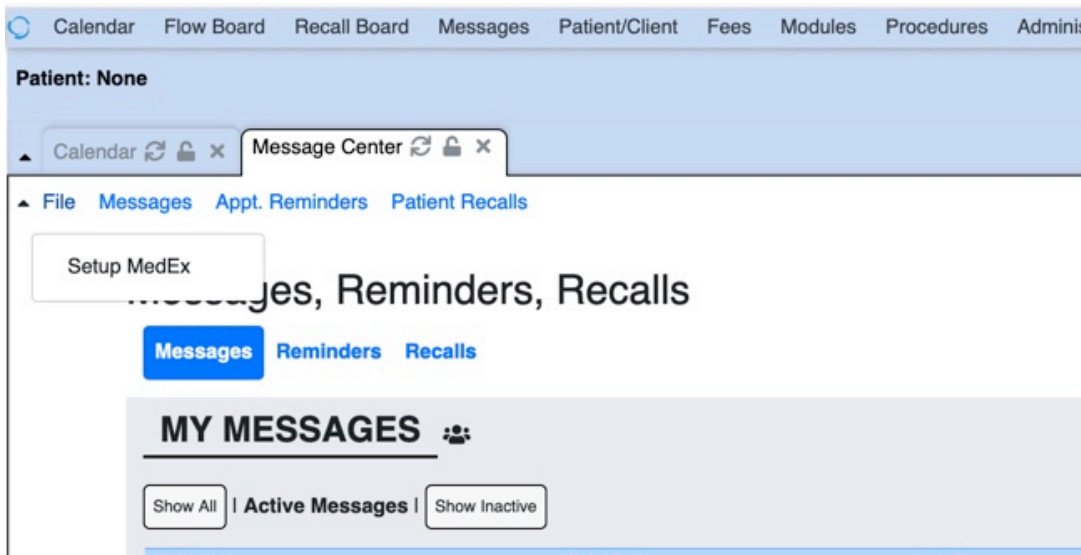 Calendar Flow Board Recall Board Messages Patient/Client Fees Modules Procedures
Patient: None
Calendar Message Center
File Messages Appt. Reminders Patient Recalls
Setup MedEx
Reminders, Recalls
Messages Reminders Recalls
MY MESSAGES
Show All | Active Messages | Show Inactive